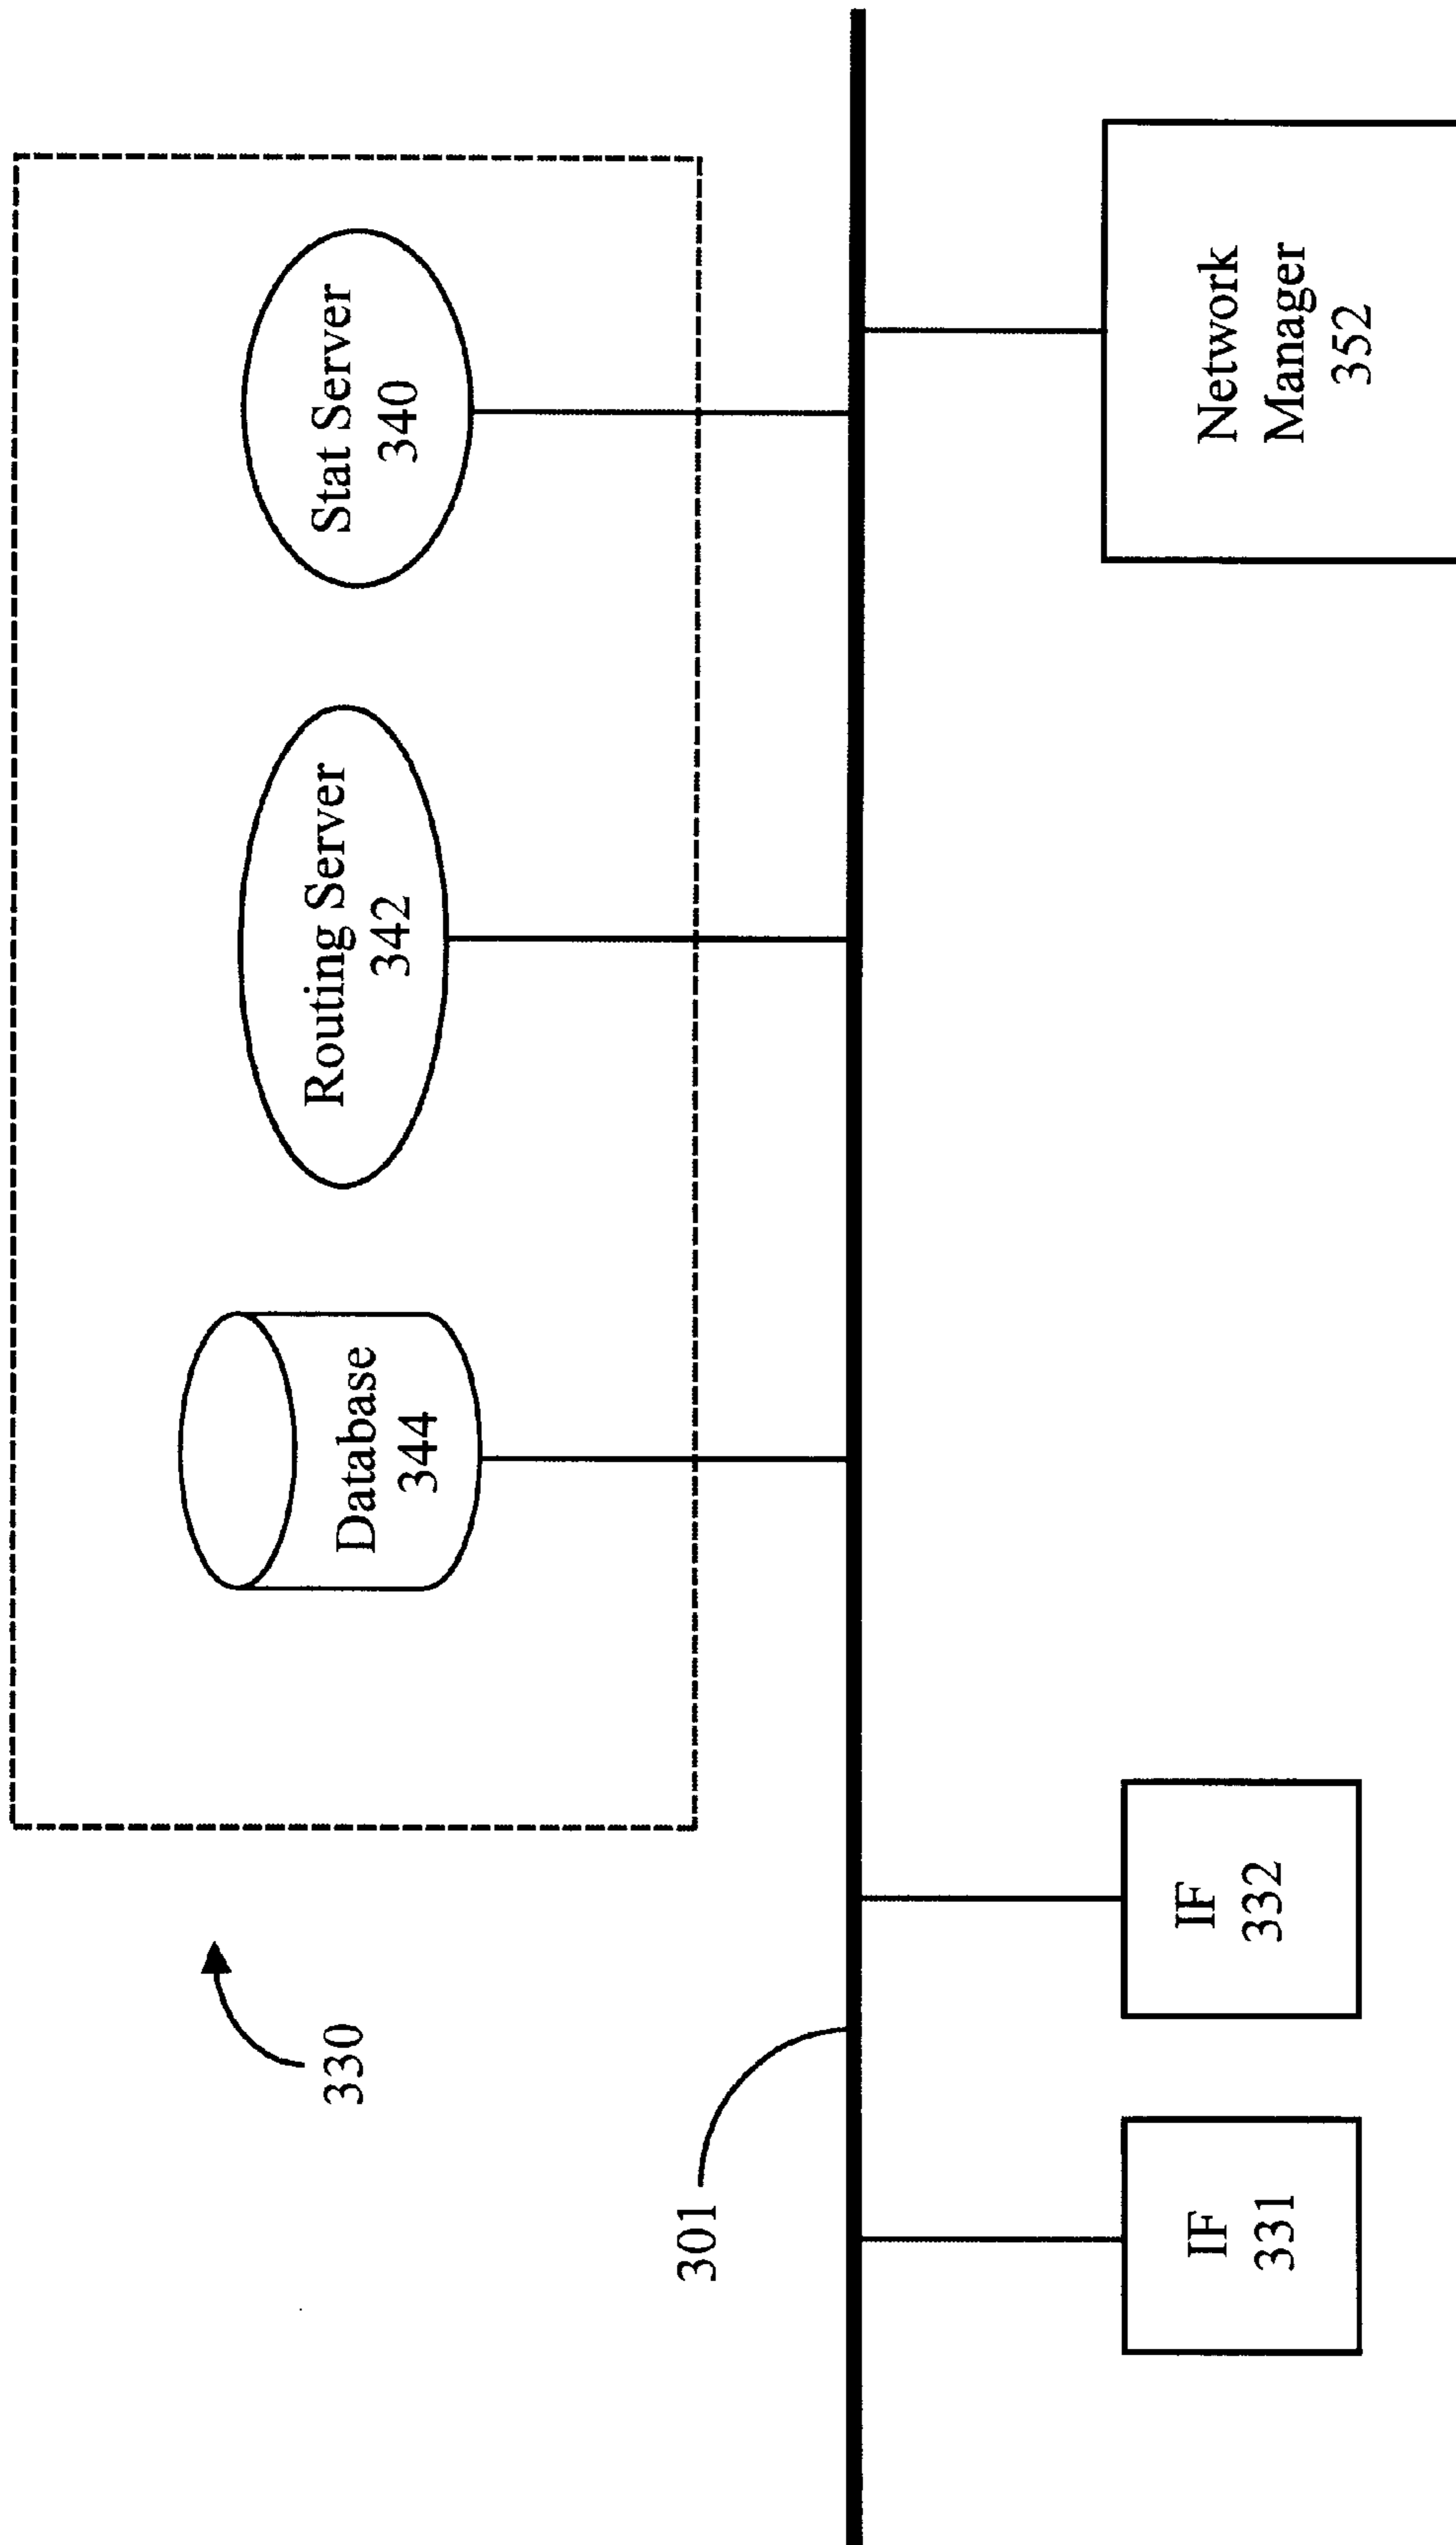 330
Database
344
Routing Server
342
Stat Server
340
301
IF
331
IF
332
Network
Manager
352